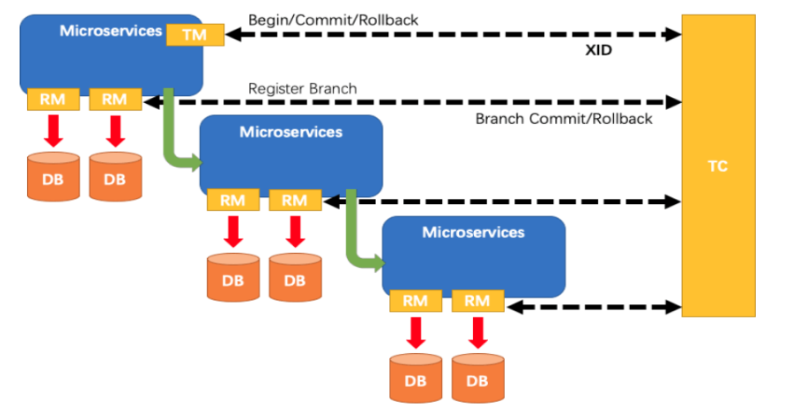 Begin/Commit/Rollback
Microservices
TM
XID
RM
RM
Register Branch
Branch Commit/Rollback
Microservices
TC
DB
DB
RM
RM
Microservices
DB
DB
RM
RM
DB
DB